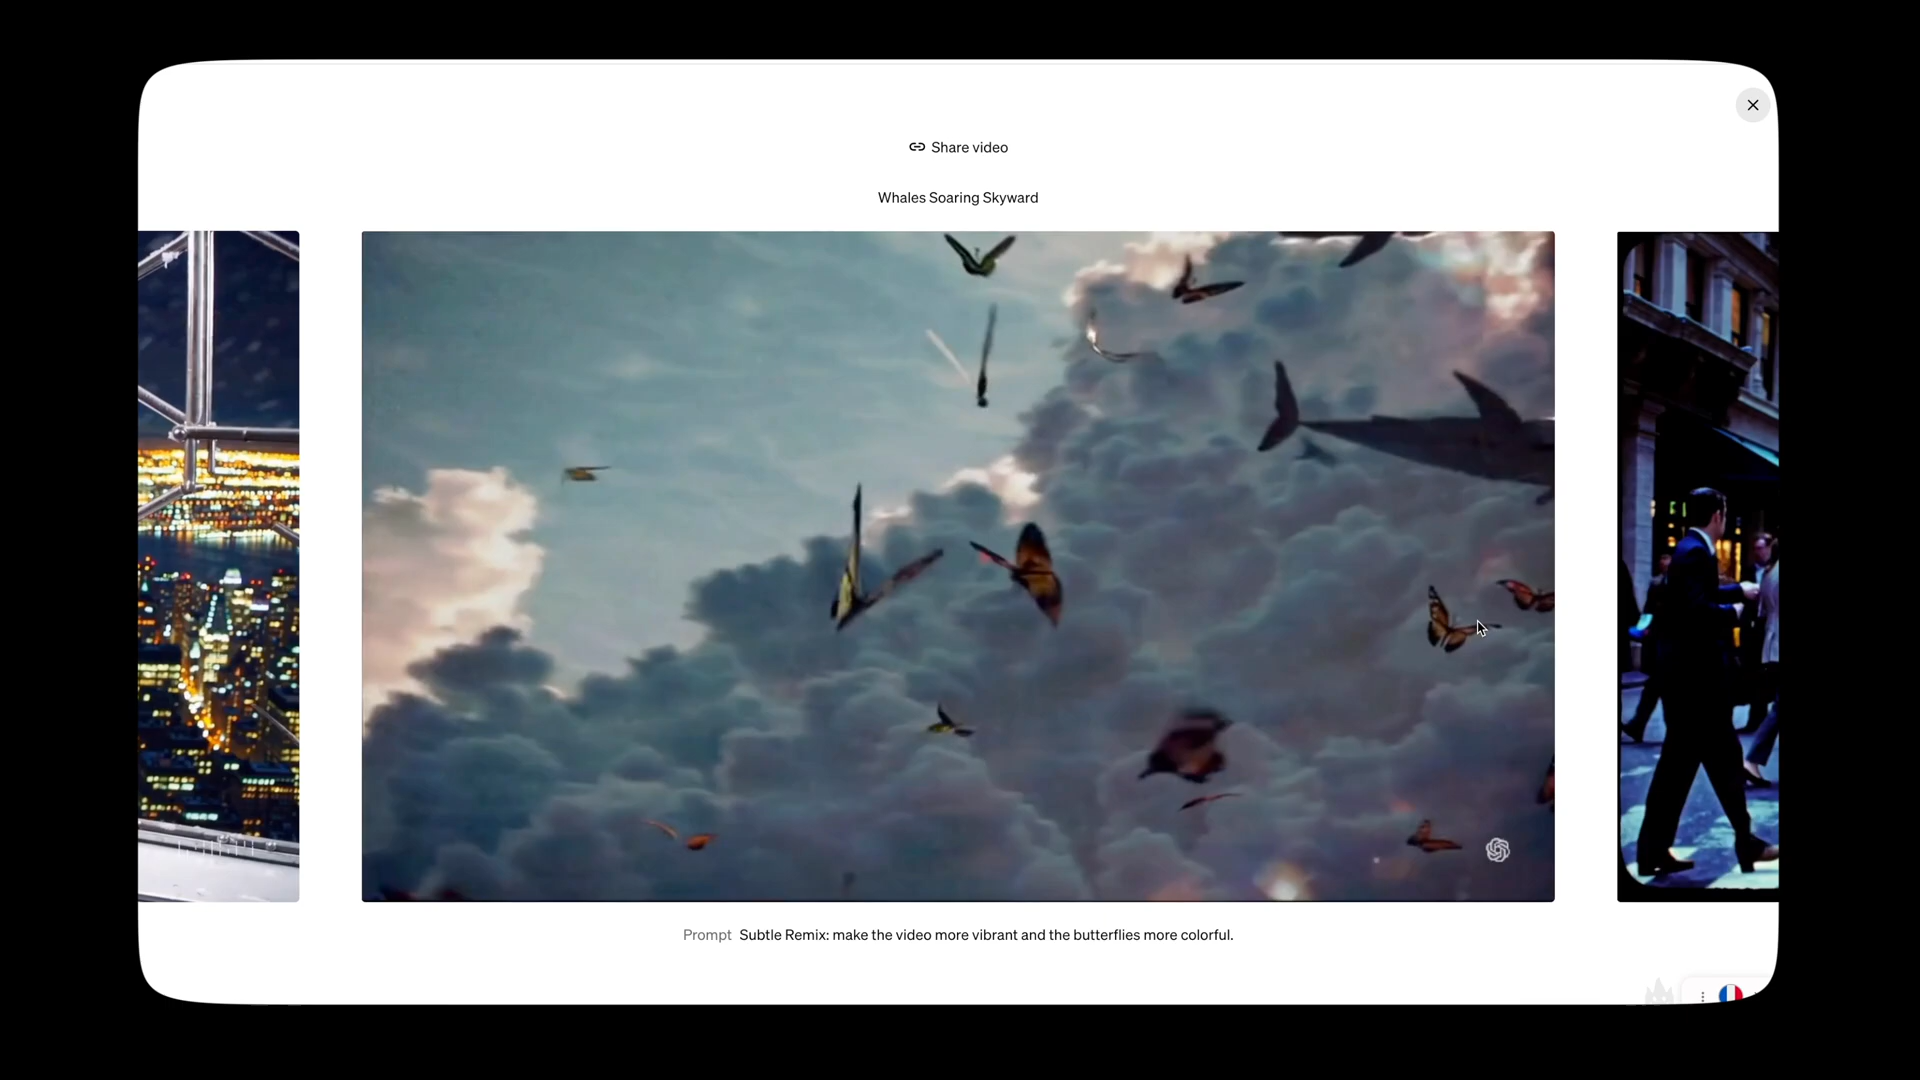 Share video
Whales Soaring Skyward
Prompt Subtle Remix: make the video more vibrant and the butterflies more colorful.